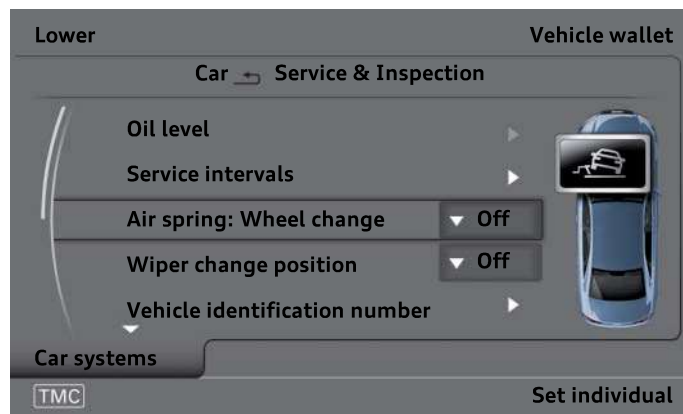 Lower
Vehicle wallet
Car Service & Inspection
Oil level
Service intervals
Air spring: Wheel change Off
Wiper change position Off
Vehicle identification number
Car systems
TMC
Set individual